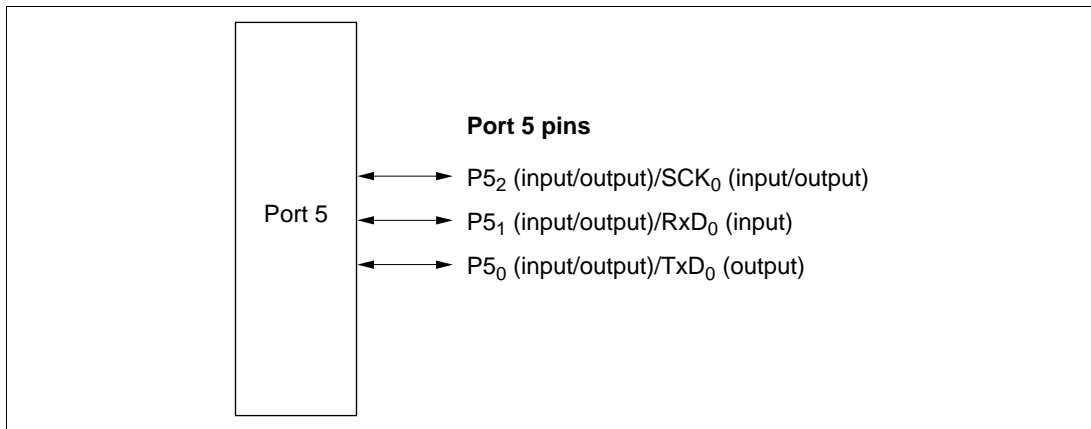 Port 5 pins
P5₂ (input/output)/SCK₀ (input/output)
Port 5
P5₁ (input/output)/RxD₀ (input)
P5₀ (input/output)/TxD₀ (output)